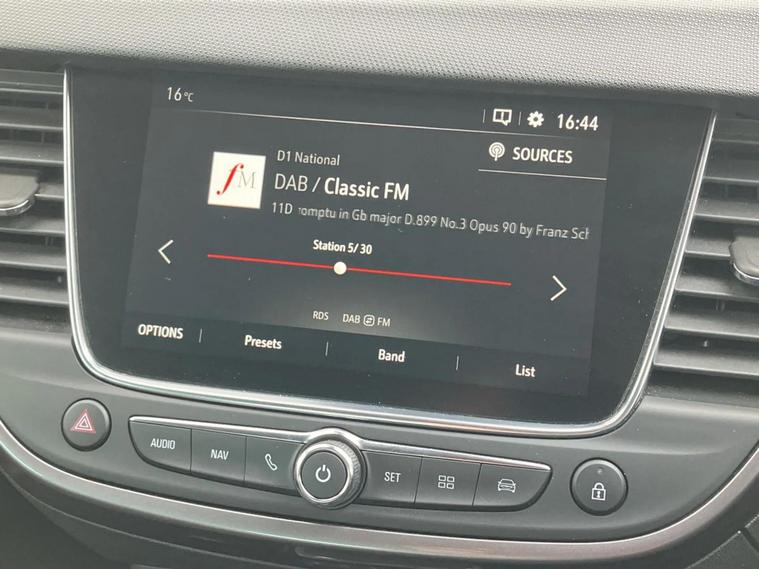 16°C
16:44
SOURCES
fM
D1 National
DAB / Classic FM
11D romptu in Gb major D.899 No.3 Opus 90 by Franz Sch
Station 5/30
RDS DAB FM
OPTIONS Presets Band List
AUDIO NAV SET